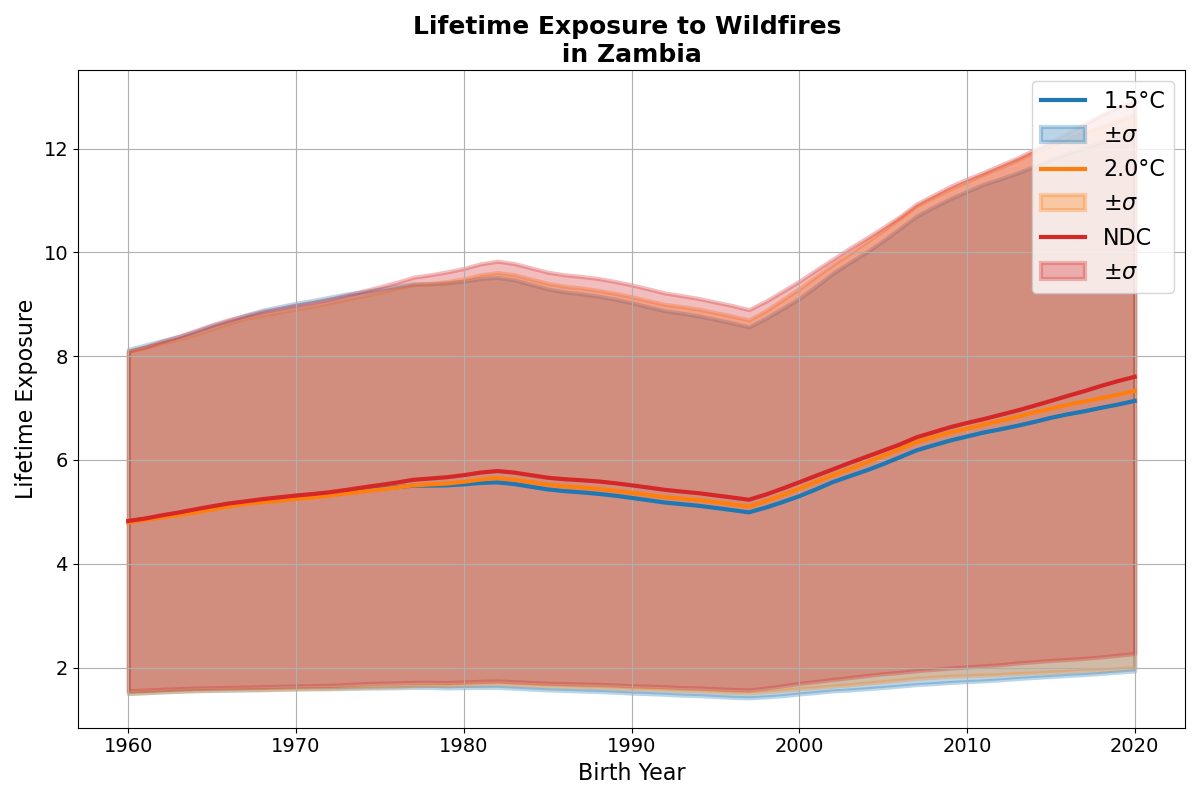 Lifetime Exposure to Wildfires
in Zambia
1.5°C
±σ
2.0°C
±σ
NDC
±σ
Lifetime Exposure
12
10
8
6
4
2
1960 1970 1980 1990 2000 2010 2020
Birth Year